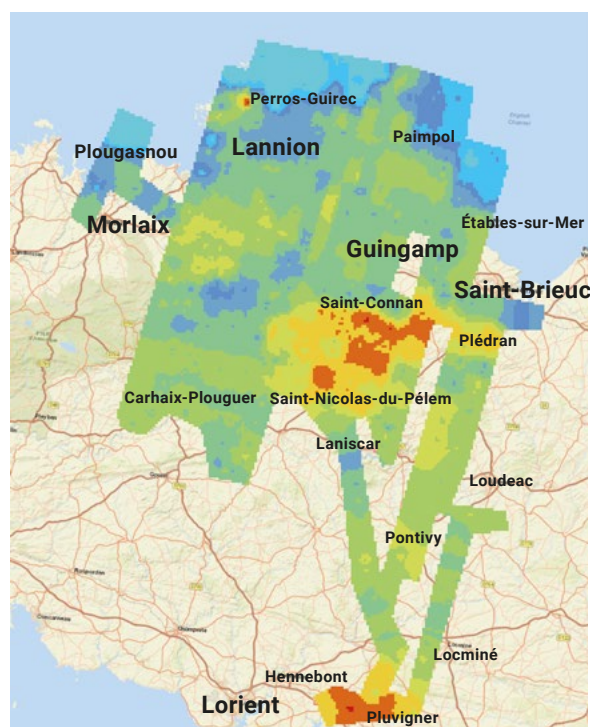 Perros-Guirec
Lannion
Paimpol
Plougasnou
Morlaix
Étables-sur-Mer
Guingamp
Saint-Brieuc
Saint-Connan
Plédran
Carhaix-Plouguer
Saint-Nicolas-du-Pélem
Laniscar
Loudeac
Pontivy
Locminé
Hennebont
Lorient
Pluvigner